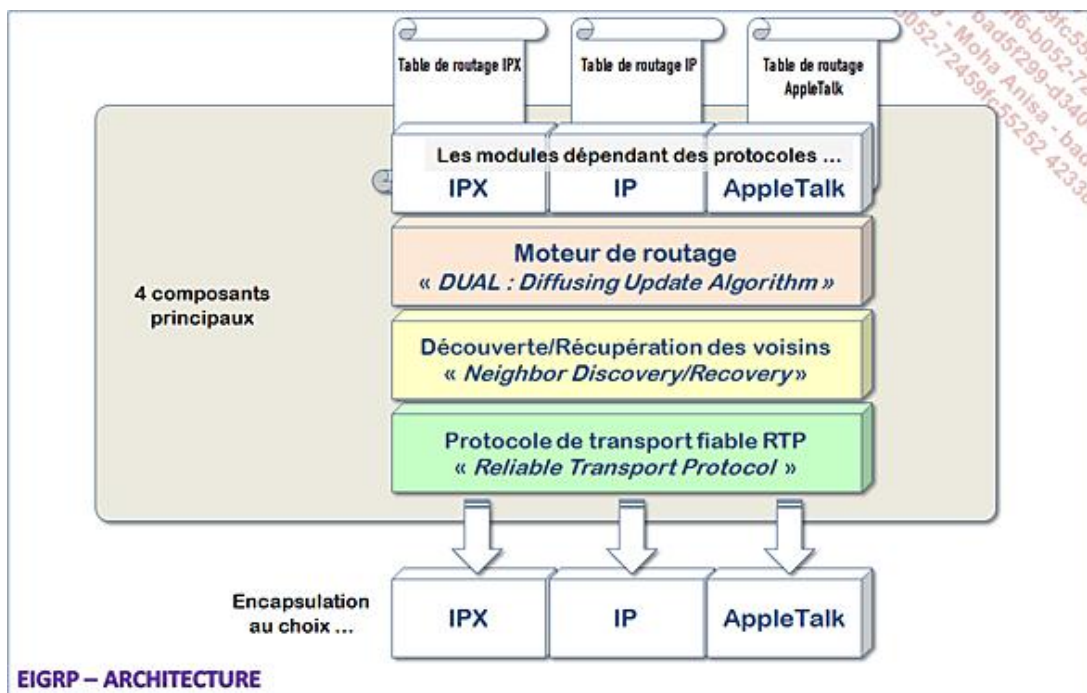 Table de routage IPX
Table de routage IP
Table de routage
AppleTalk
Les modules dépendant des protocoles ...
IPX
IP
AppleTalk
Moteur de routage
« DUAL : Diffusing Update Algorithm »
4 composants
principaux
Découverte/Récupération des voisins
« Neighbor Discovery/Recovery»
Protocole de transport fiable RTP
« Reliable Transport Protocol »
Encapsulation
au choix ...
IPX
IP
AppleTalk
EIGRP – ARCHITECTURE